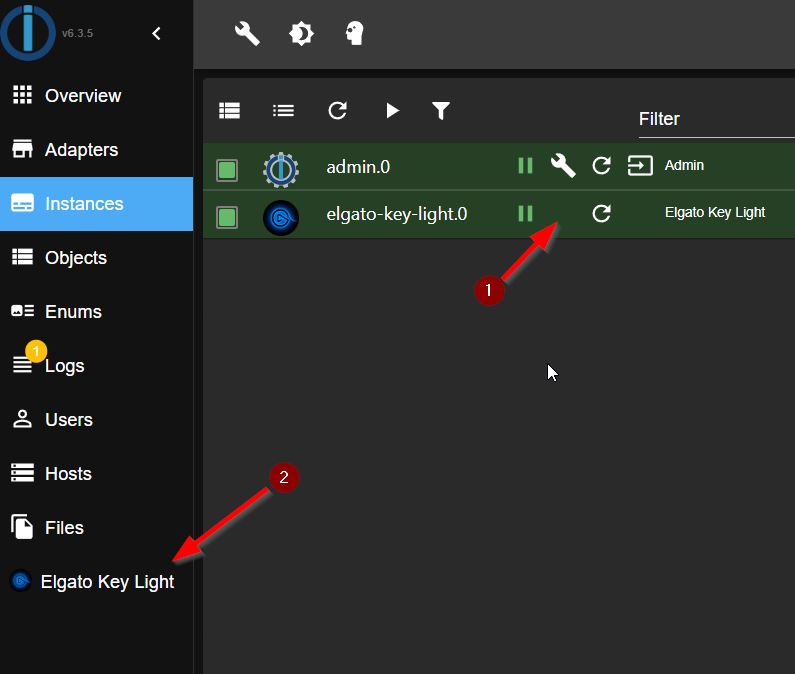 v6.3.5
Overview
Adapters
Instances
Objects
Enums
1
Logs
Users
Hosts
Files
Elgato Key Light
Filter
admin.0
Admin
elgato-key-light.0
Elgato Key Light
1
2